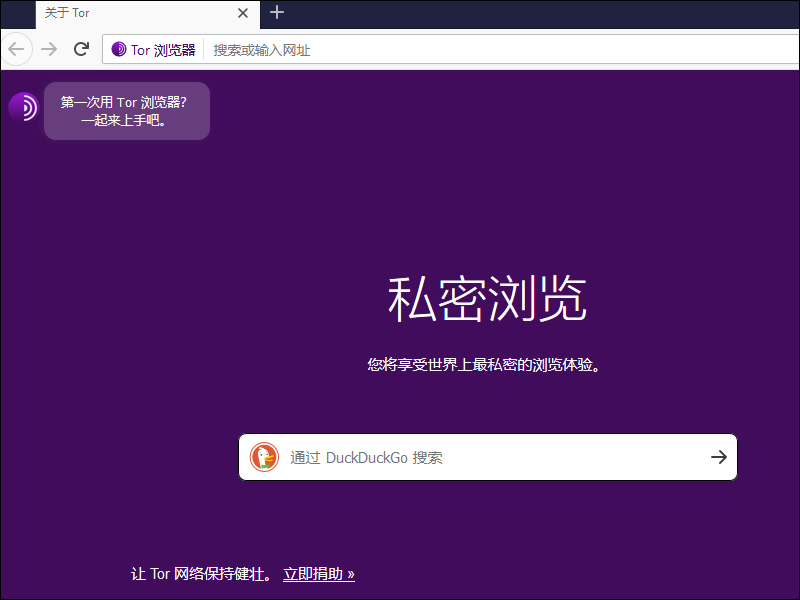 关于 Tor
Tor 浏览器 搜索或输入网址
第一次用 Tor 浏览器?
一起来上手吧。
私密浏览
您将享受世界上最私密的浏览体验。
通过 DuckDuckGo 搜索
让 Tor 网络保持健壮。 立即捐助 »